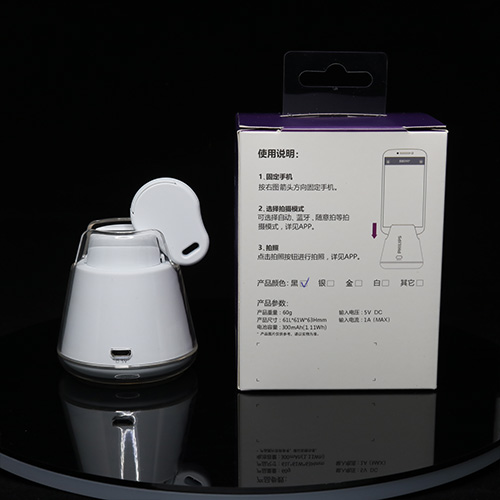 使用说明：
1. 固定手机
按右图箭头方向固定手机。
2. 选择拍摄模式
可选择自动、蓝牙、随意拍等拍
摄模式，详见APP。
3. 拍照
点击拍照按钮进行拍照，详见APP。
产品颜色: 黑☑ 银□ 金□ 白□ 其它□
产品参数：
产品重量：60g 输入电压：5V DC
产品尺寸：61L*61W*63Hmm 输入电流：1A（MAX）
电池容量：300mAh(1.11Wh)